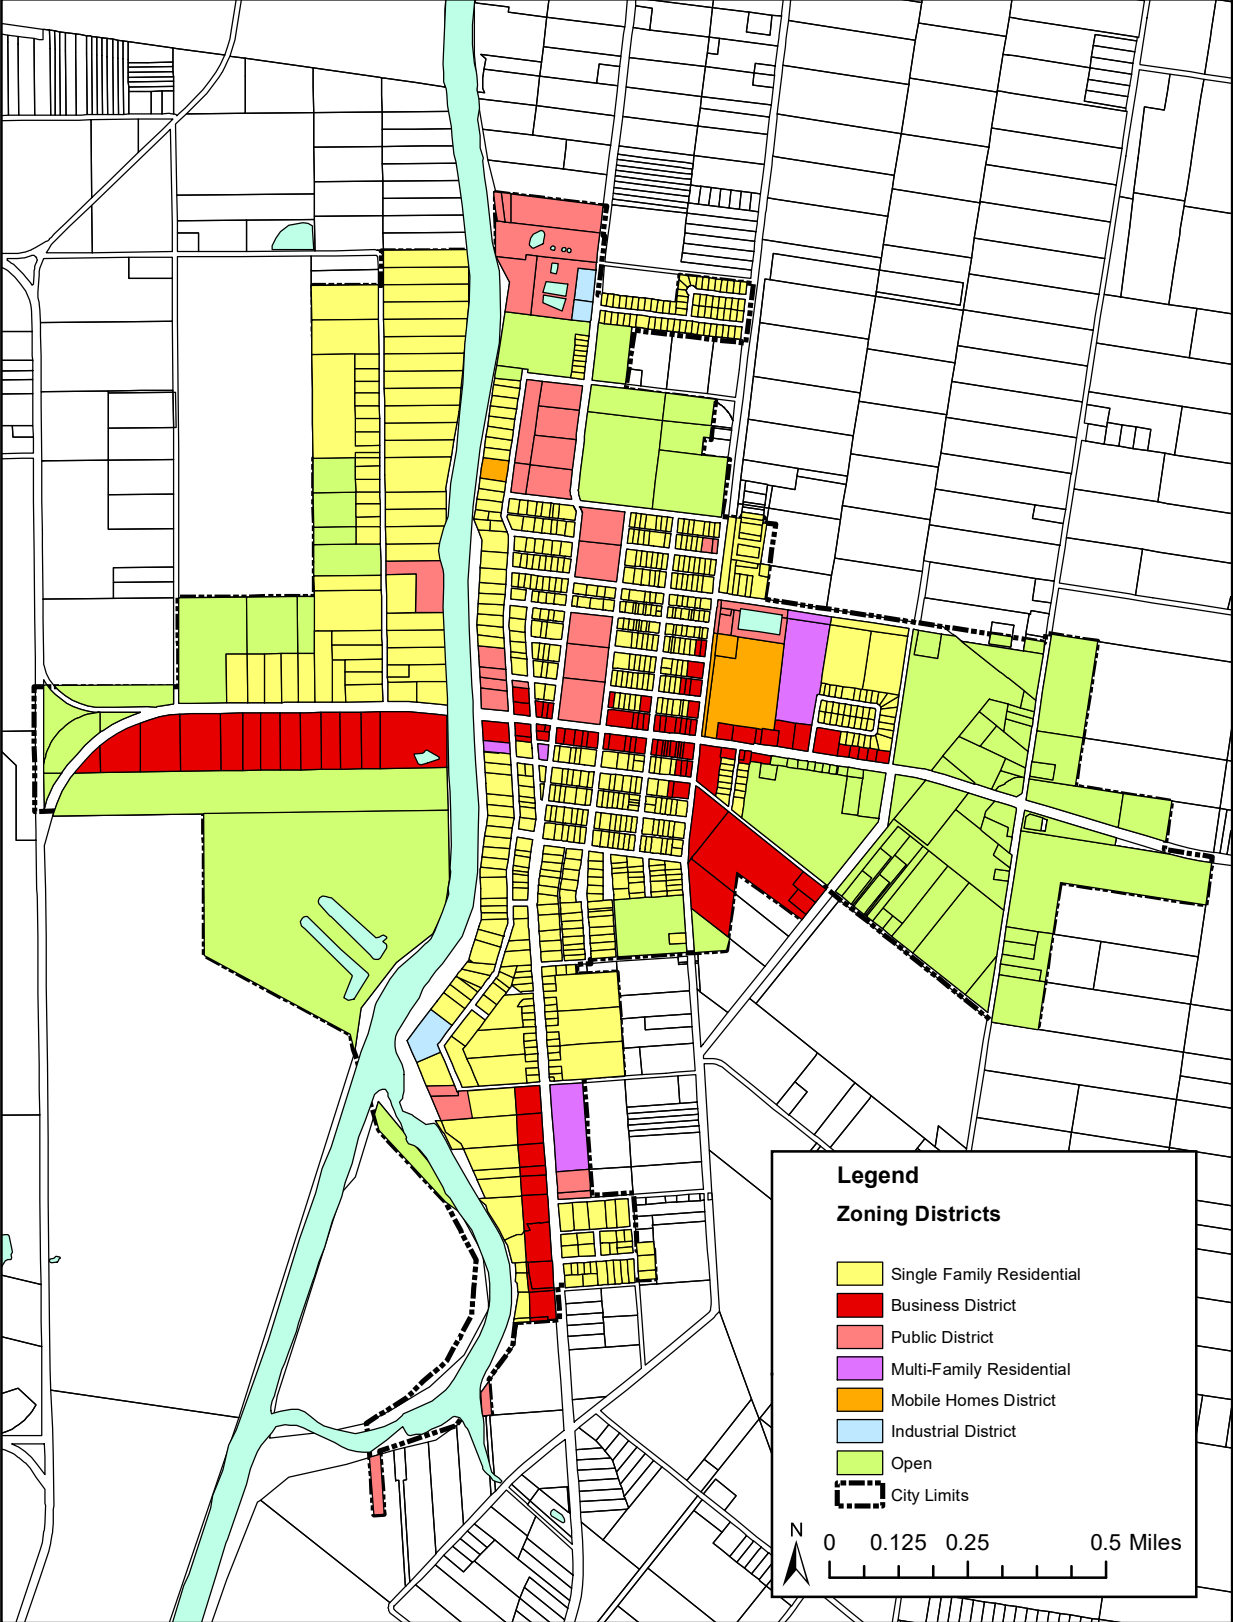 Legend
Zoning Districts
Single Family Residential
Business District
Public District
Multi-Family Residential
Mobile Homes District
Industrial District
Open
City Limits
N
0 0.125 0.25 0.5 Miles